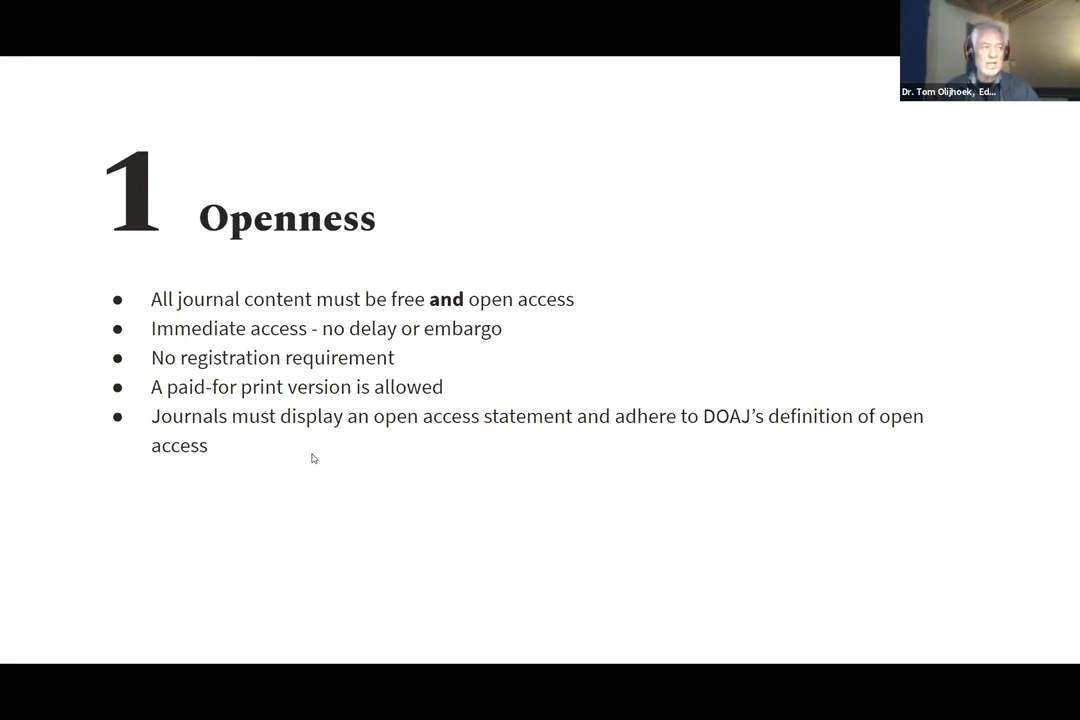 Dr. Tom Olijhoek, Ed...
1 Openness
● All journal content must be free and open access
● Immediate access - no delay or embargo
● No registration requirement
● A paid-for print version is allowed
● Journals must display an open access statement and adhere to DOAJ’s definition of open
access